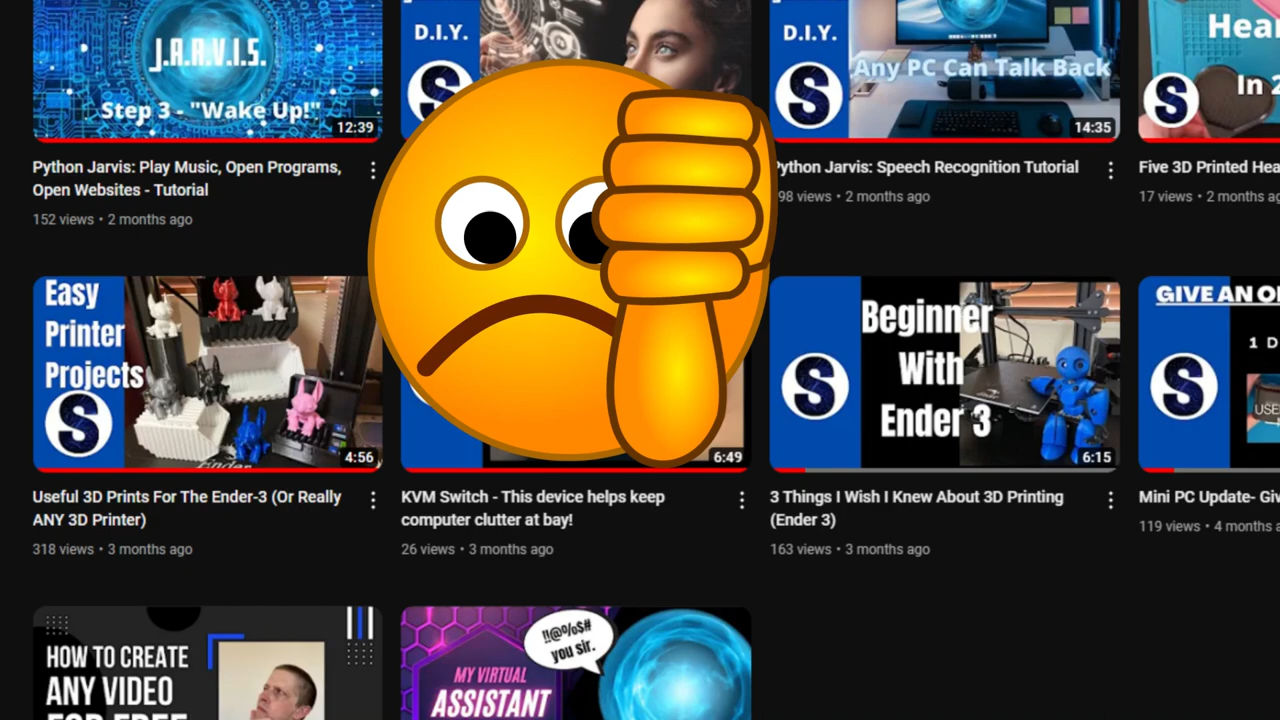 J.A.R.V.I.S.
Step 3 - "Wake Up!"
12:39
Python Jarvis: Play Music, Open Programs,
Open Websites - Tutorial
152 views • 2 months ago
D.I.Y.
S
D.I.Y.
S
Any PC Can Talk Back
14:35
Python Jarvis: Speech Recognition Tutorial
98 views • 2 months ago
S
In 2
Five 3D Printed
17 views • 2 months
Easy
Printer
Projects
S
4:56
Useful 3D Prints For The Ender-3 (Or Really
ANY 3D Printer)
318 views • 3 months ago
6:49
KVM Switch - This device helps keep
computer clutter at bay!
26 views • 3 months ago
S
Beginner
With
Ender 3
6:15
3 Things I Wish I Knew About 3D Printing
(Ender 3)
163 views • 3 months ago
GIVE AN
1 D
S
USE
Mini PC Update-
119 views • 4 months
HOW TO CREATE
ANY VIDEO
FOR FREE
!!@%$#
you sir.
MY VIRTUAL
ASSISTANT